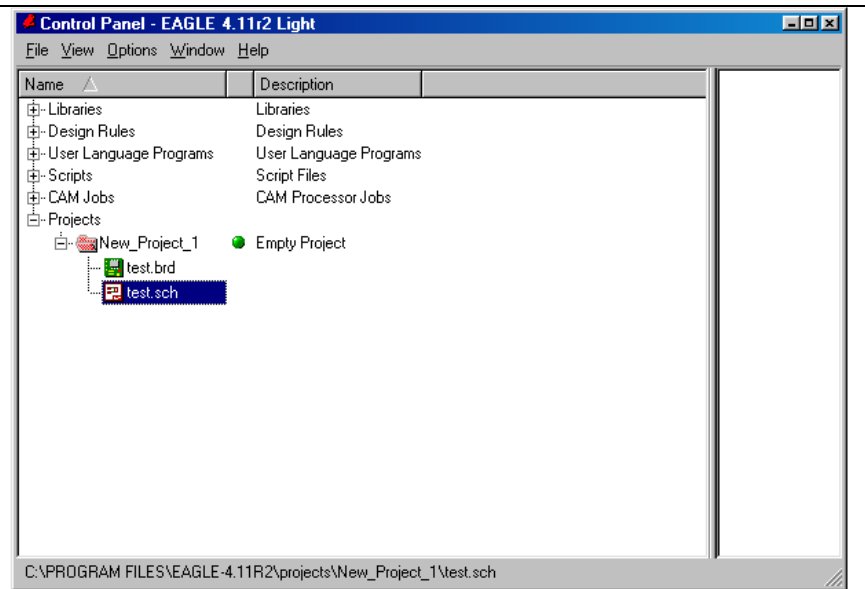 Control Panel - EAGLE 4.11r2 Light
File View Options Window Help
Name Description
Libraries Libraries
Design Rules Design Rules
User Language Programs User Language Programs
Scripts Script Files
CAM Jobs CAM Processor Jobs
Projects
New_Project_1 Empty Project
test.brd
test.sch
C:\PROGRAM FILES\EAGLE-4.11R2\projects\New_Project_1\test.sch